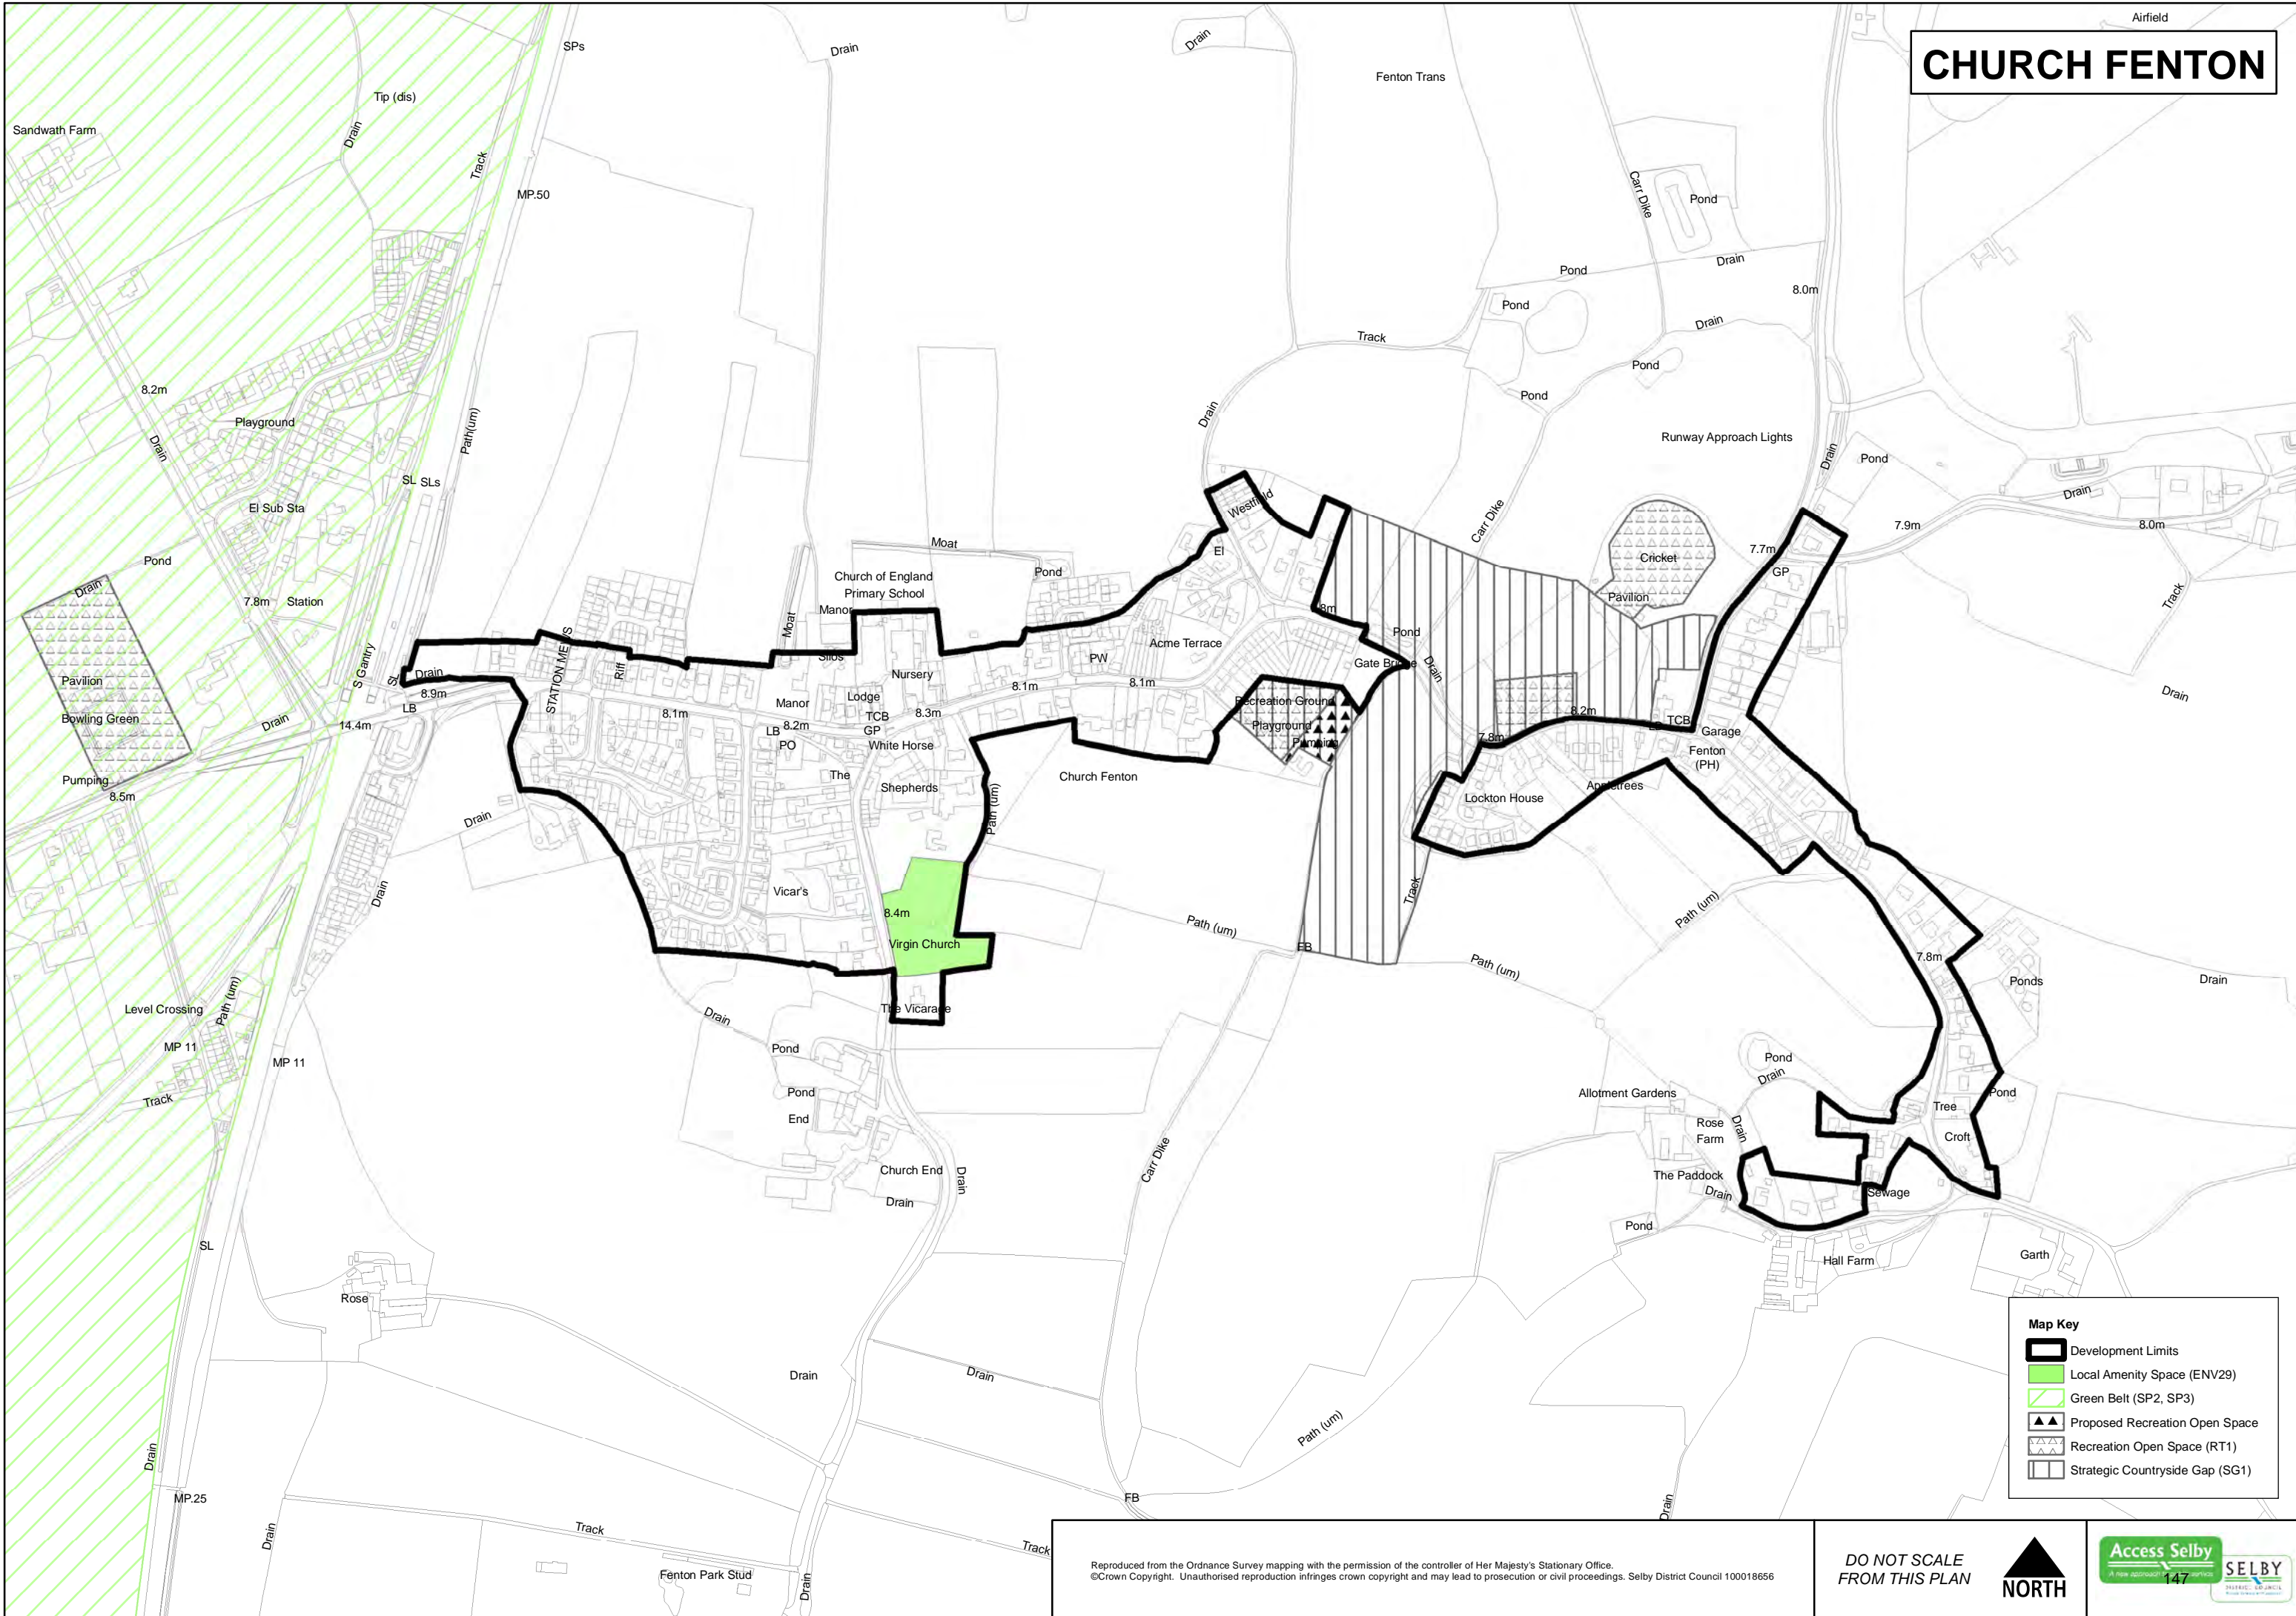 CHURCH FENTON
Airfield
SPs
Drain
Drain
Fenton Trans
Tip (dis)
Sandwath Farm
Drain
Track
MP.50
Carr Dike
Pond
Drain
Pond
8.0m
Pond
Drain
Track
Pond
Pond
8.2m
Drain
Playground
Path(um)
Drain
Runway Approach Lights
Drain
Pond
SL SLs
El Sub Sta
Westfield
Carr Dike
Drain
7.9m
8.0m
Moat
El
Cricket
7.7m
GP
Pond
Drain
Church of England
Primary School
Pond
Pavilion
Track
7.8m
Station
Manor
Moat
8m
Pond
STATION MEWS
Silos
Acme Terrace
PW
Gate Bridge
Drain
S Gantry
SL
Drain
8.9m
Riff
Nursery
8.1m
8.1m
Pavilion
Bowling Green
Drain
14.4m
LB
8.1m
Manor
Lodge
TCB
GP
8.3m
8.2m
LB
PO
White Horse
Recreation Ground
Playground
Pumping
8.2m
7.8m
LB
TCB
Garage
Fenton
(PH)
Drain
Pumping
8.5m
The
Shepherds
Church Fenton
Path (um)
Lockton House
Appletrees
Drain
Drain
Vicar's
8.4m
Virgin Church
Path (um)
Track
FB
Path (um)
Path (um)
7.8m
Ponds
Drain
Level Crossing
Path (um)
MP 11
MP 11
Track
The Vicarage
Drain
Pond
Pond
End
Church End
Drain
Drain
Carr Dike
Pond
Drain
Allotment Gardens
Rose
Farm
Drain
The Paddock
Drain
Pond
Tree
Croft
Pond
Sewage
Hall Farm
Garth
SL
Rose
Drain
Drain
Path (um)
Drain
MP.25
Drain
Track
Fenton Park Stud
Drain
Track
FB
Drain
Map Key
Development Limits
Local Amenity Space (ENV29)
Green Belt (SP2, SP3)
Proposed Recreation Open Space
Recreation Open Space (RT1)
Strategic Countryside Gap (SG1)
Reproduced from the Ordnance Survey mapping with the permission of the controller of Her Majesty's Stationary Office.
©Crown Copyright. Unauthorised reproduction infringes crown copyright and may lead to prosecution or civil proceedings. Selby District Council 100018656
DO NOT SCALE
FROM THIS PLAN
NORTH
Access Selby
147
SELBY
DISTRICT COUNCIL